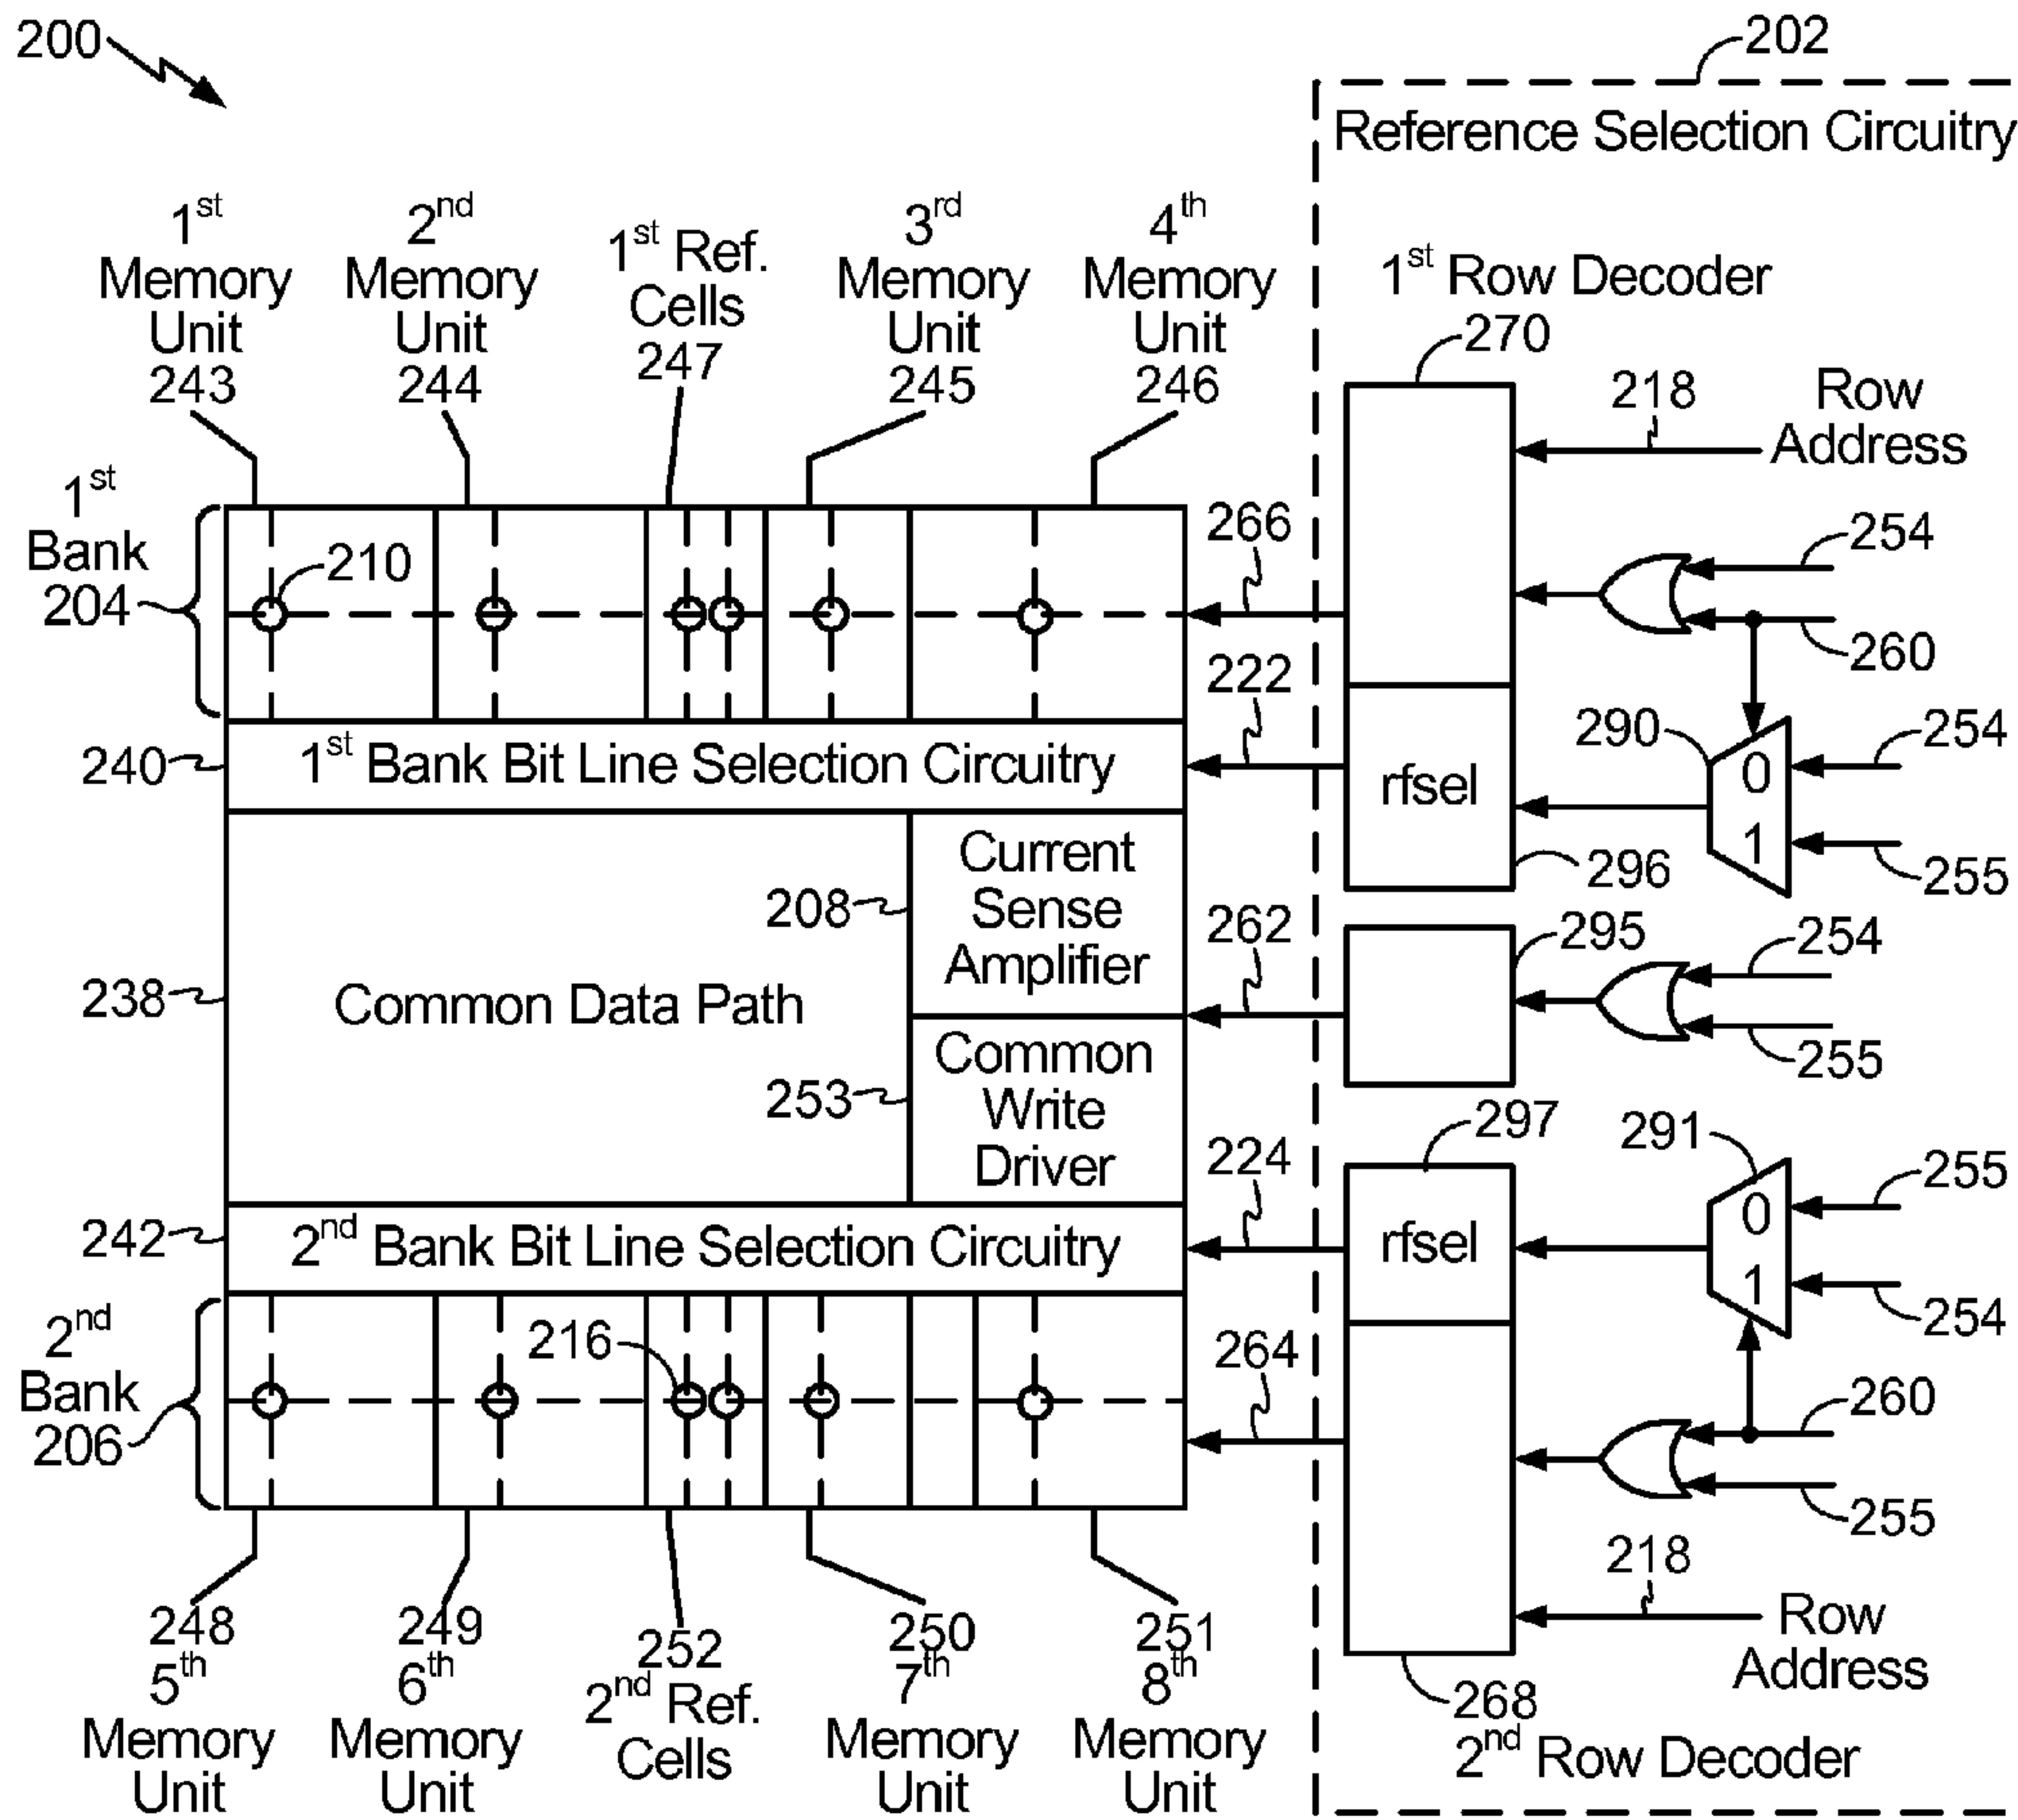 200
202
Reference Selection Circuitry
1st
Memory
Unit
243
2nd
Memory
Unit
244
1st Ref.
Cells
247
3rd
Memory
Unit
245
4th
Memory
Unit
246
1st Row Decoder
270
218
Row
Address
1st
Bank
204
210
266
254
260
222
290
254
0
240
1st Bank Bit Line Selection Circuitry
rfsel
1
296
255
208
Current
Sense
Amplifier
262
295
254
238
Common Data Path
255
253
Common
Write
Driver
297
291
224
255
0
242
2nd Bank Bit Line Selection Circuitry
rfsel
1
254
2nd
Bank
206
216
264
260
255
218
Row
Address
248
5th
Memory
Unit
249
6th
Memory
Unit
252
2nd Ref.
Cells
250
7th
Memory
Unit
251
8th
Memory
Unit
268
2nd Row Decoder